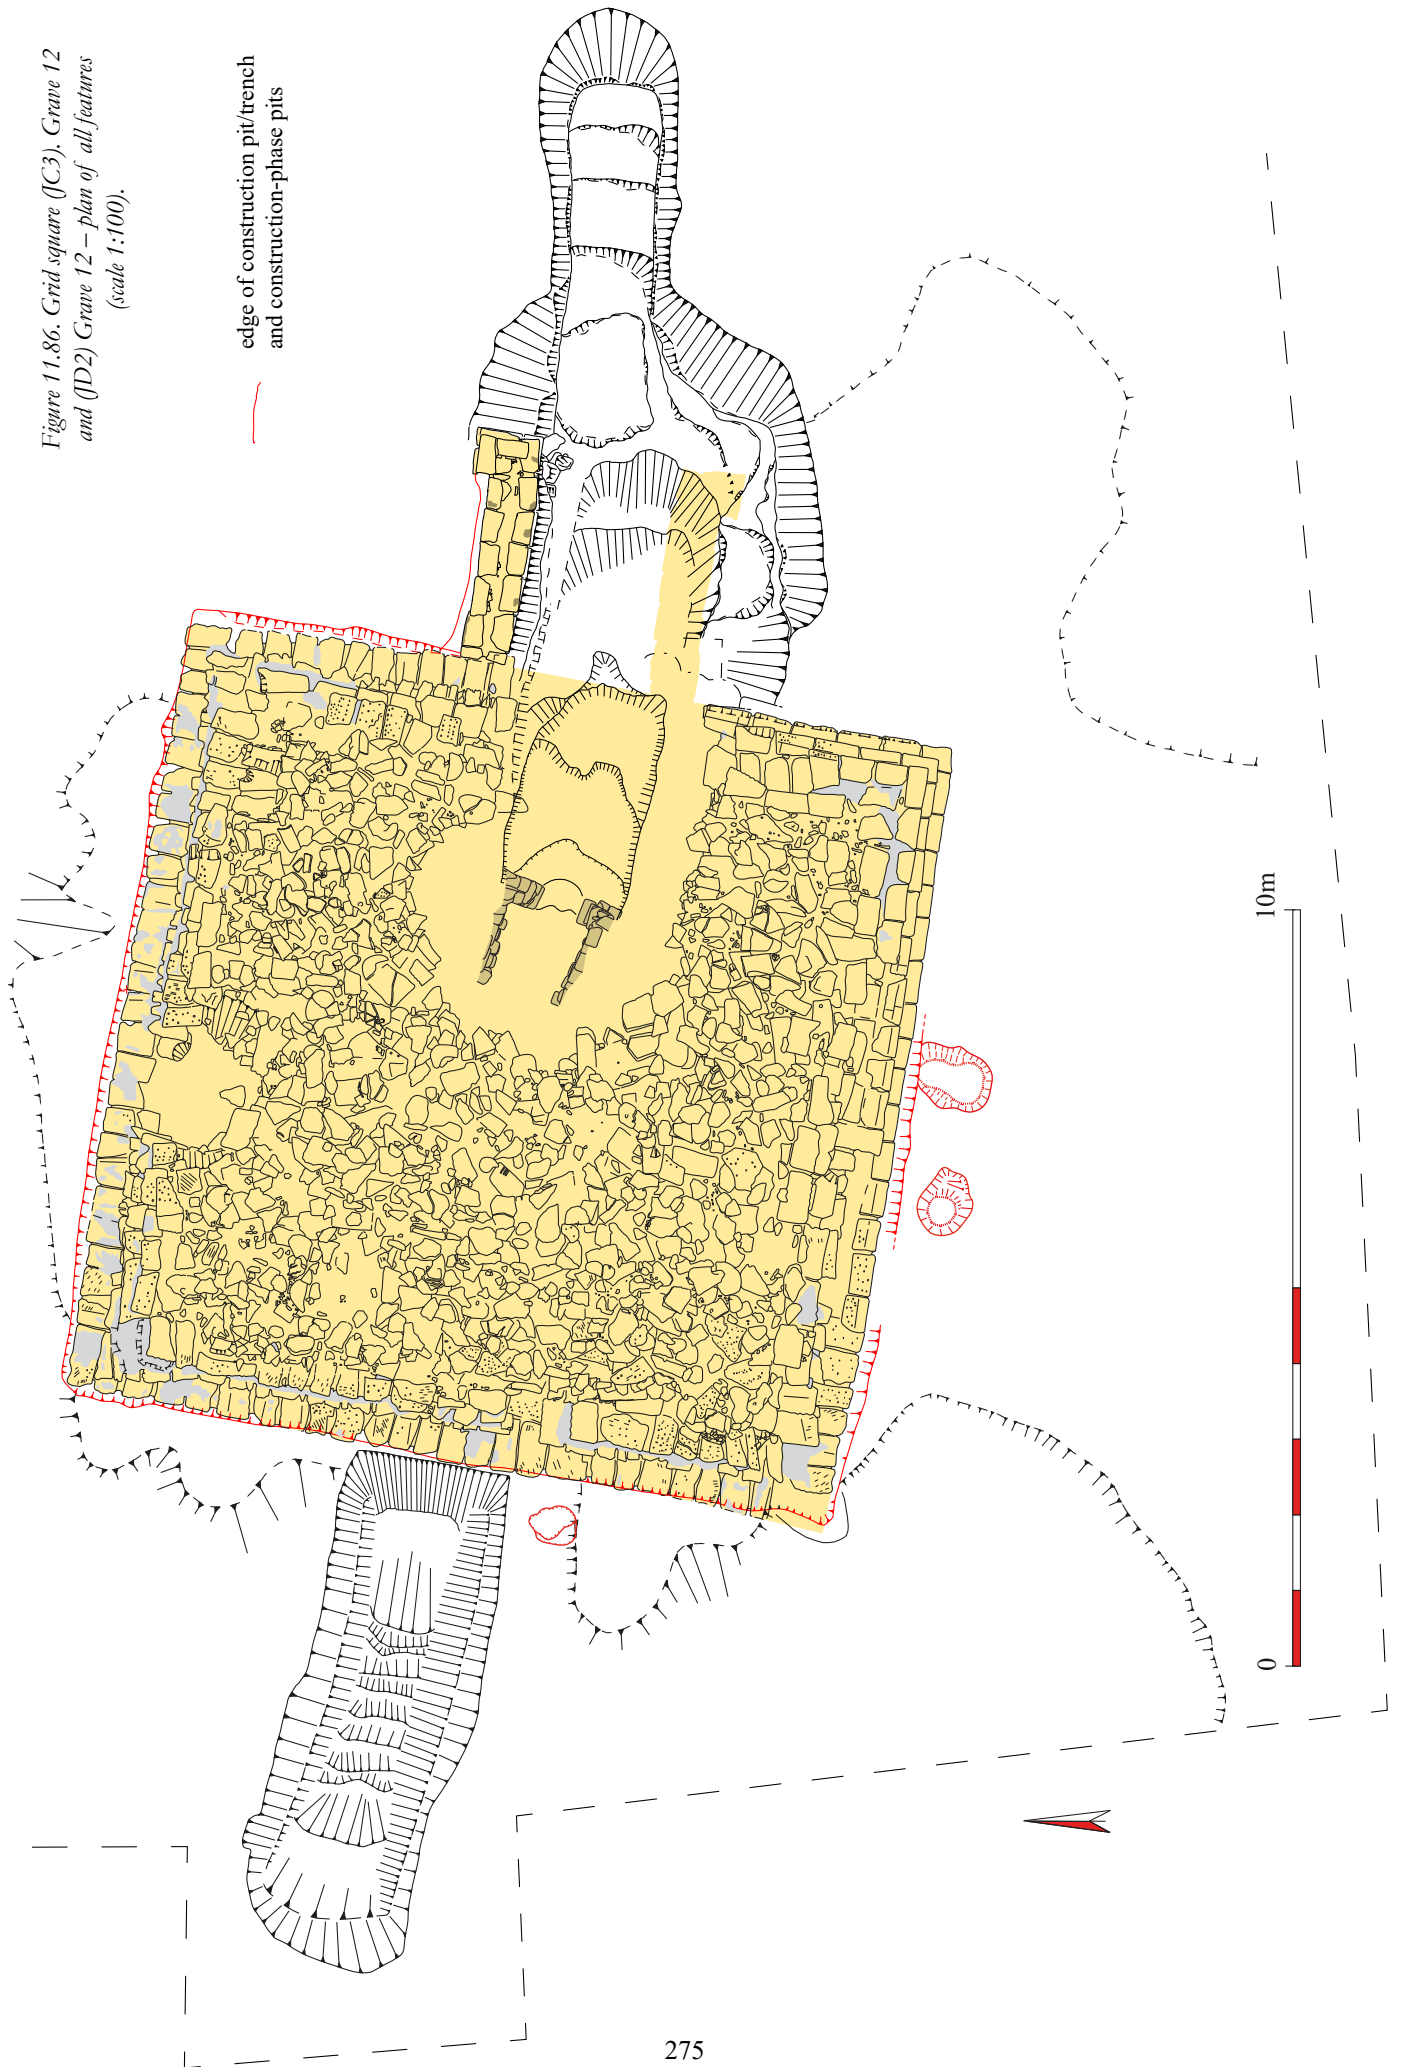 Figure 11.86. Grid square (JC3). Grave 12
and (JD2) Grave 12 – plan of all features
(scale 1:100).
edge of construction pit/trench
and construction-phase pits
10m
0
275